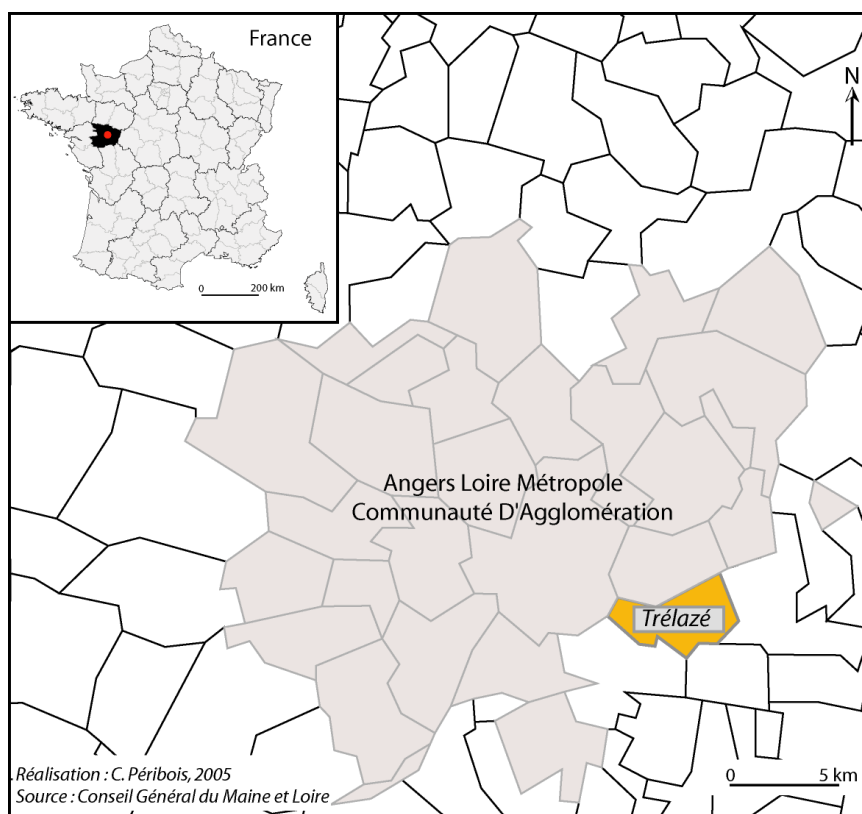 France
0 200 km
N
Angers Loire Métropole
Communauté D'Agglomération
Trélazé
Réalisation : C. Péribois, 2005
Source : Conseil Général du Maine et Loire
0 5 km